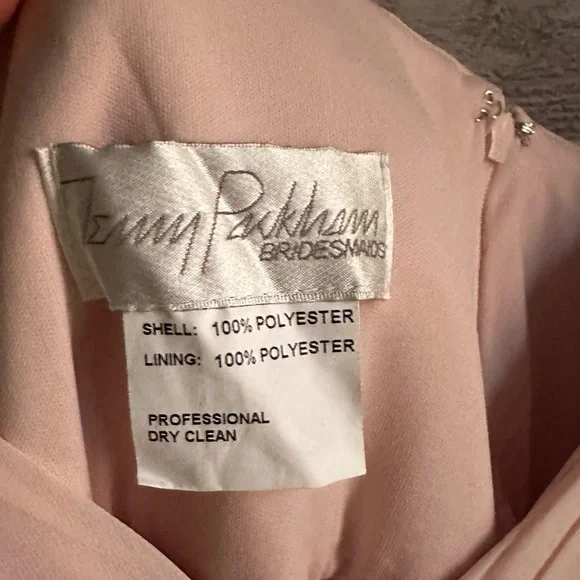 Jenny Packham
BRIDESMAIDS
SHELL: 100% POLYESTER
LINING: 100% POLYESTER
PROFESSIONAL
DRY CLEAN